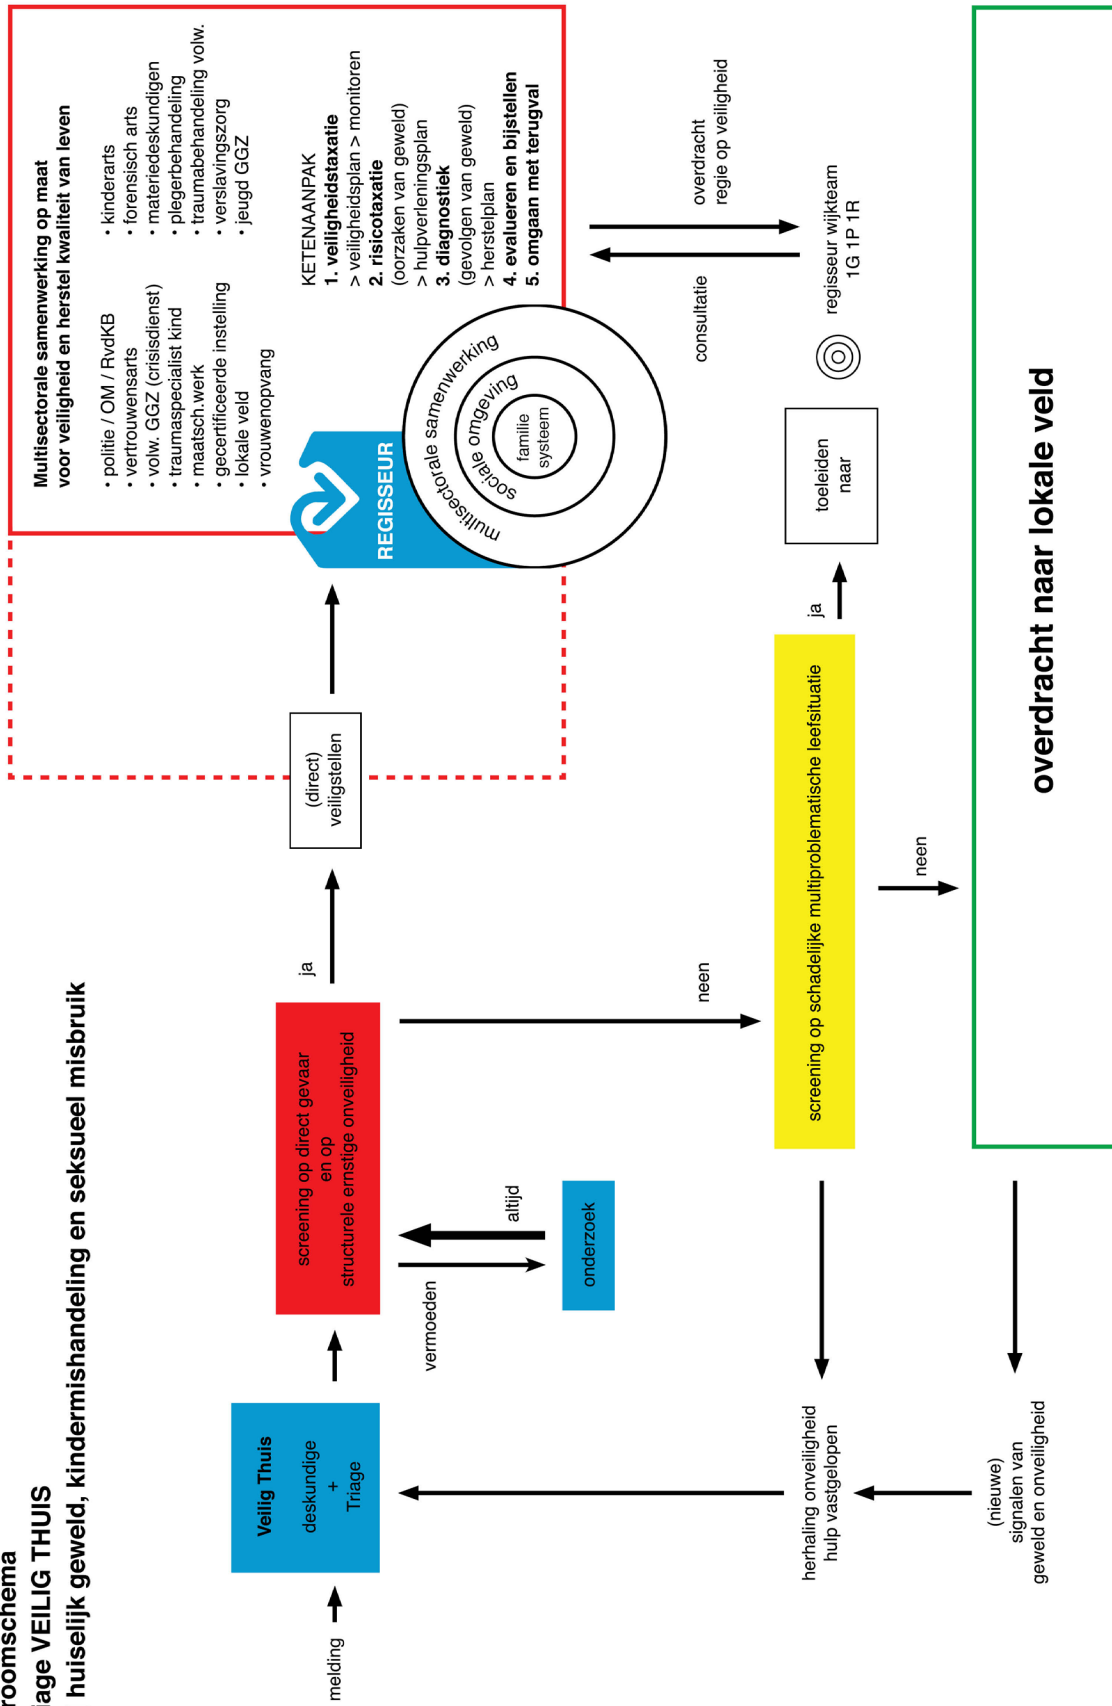 roomschema
iage VEILIG THUIS
huiselijk geweld, kindermishandeling en seksueel misbruik
melding
Veilig Thuis
deskundige
+
Triage
screening op direct gevaar
en op
structurele ernstige onveiligheid
vermoeden
altijd
onderzoek
ja
(direct)
veiligstellen
neen
Multisectorale samenwerking op maat
voor veiligheid en herstel kwaliteit van leven
• politie / OM / RvdKB
• vertrouwensarts
• volw. GGZ (crisisdienst)
• traumaspecialist kind
• maatsch.werk
• gecertificeerde instelling
• lokale veld
• vrouwenopvang
• kinderarts
• forensisch arts
• materiedeskundigen
• plegerbehandeling
• traumabehandeling volw.
• verslavingszorg
• jeugd GGZ
REGISSEUR
multisectorale samenwerking
sociale omgeving
familie
systeem
KETENAANPAK
1. veiligheidstaxatie
> veiligheidsplan > monitoren
2. risicotaxatie
(oorzaken van geweld)
> hulpverleningsplan
3. diagnostiek
(gevolgen van geweld)
> herstelplan
4. evalueren en bijstellen
5. omgaan met terugval
consultatie
overdracht
regie op veiligheid
screening op schadelijke multiproblematische leefsituatie
ja
toeleiden
naar
regisseur wijkteam
1G 1P 1R
neen
herhaling onveiligheid
hulp vastgelopen
(nieuwe)
signalen van
geweld en onveiligheid
overdracht naar lokale veld